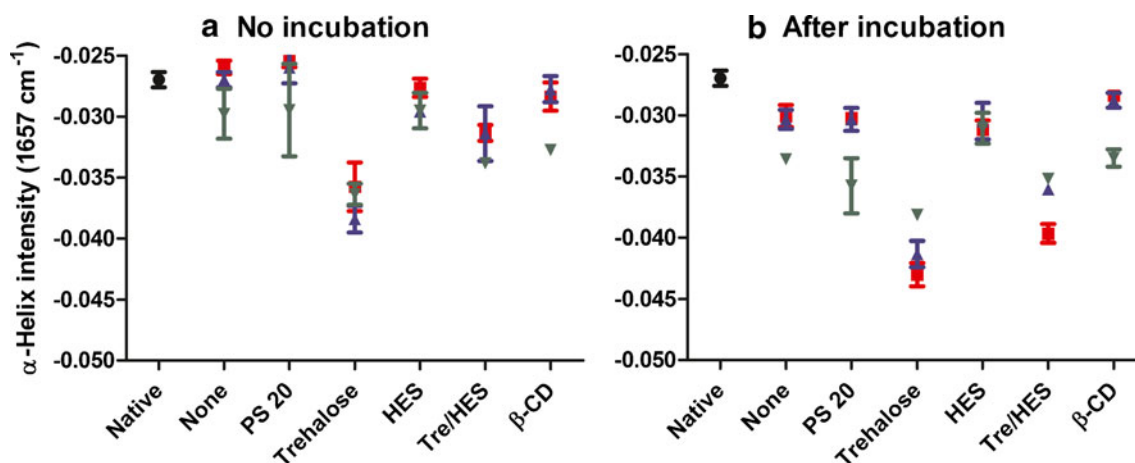 a No incubation
b After incubation
α-Helix intensity (1657 cm⁻¹)
-0.025
-0.030
-0.035
-0.040
-0.045
-0.050
Native
None
PS 20
Trehalose
HES
Tre/HES
β-CD
-0.025
-0.030
-0.035
-0.040
-0.045
-0.050
Native
None
PS 20
Trehalose
HES
Tre/HES
β-CD